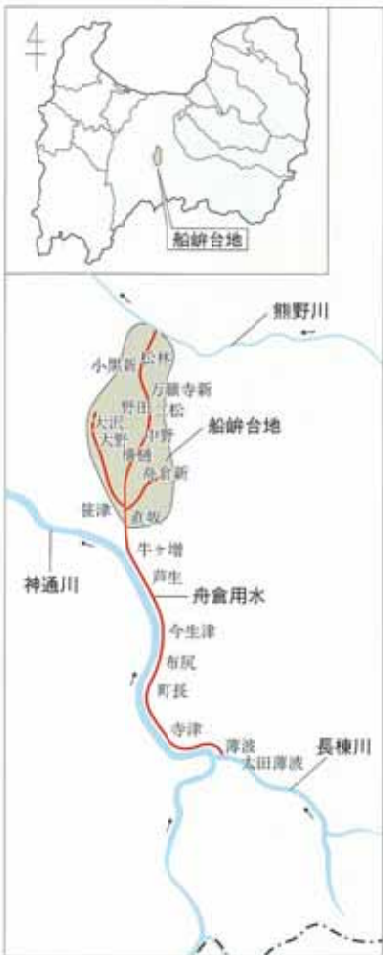 船峅台地
熊野川
小黒新
松林
万願寺新
野田
二松
船峅台地
大沢
大野
中野
横樋
舟倉新
笹津
直坂
牛ヶ増
神通川
芦生
舟倉用水
今生津
布尻
町長
寺津
薄波
長棟川
太田薄波